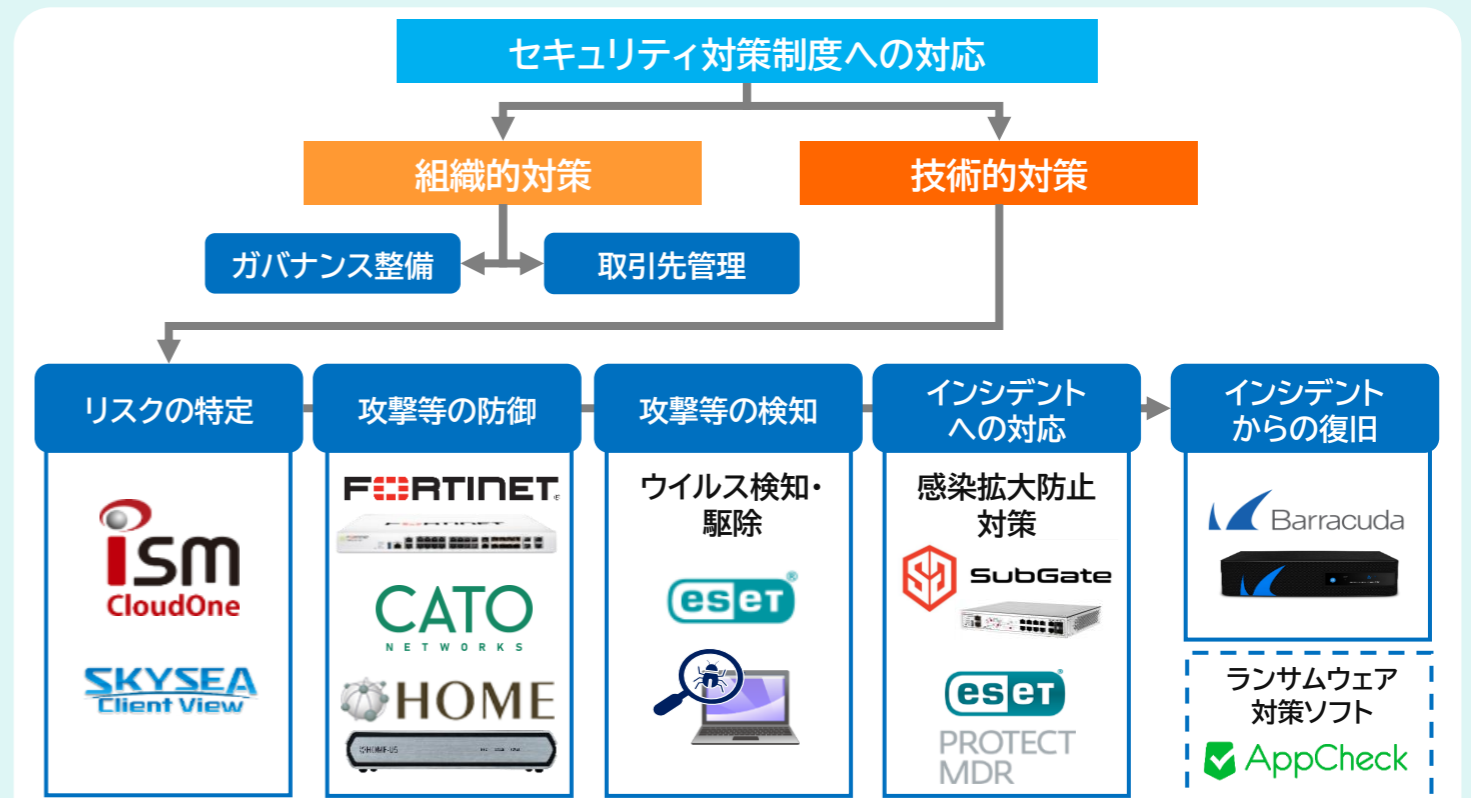 セキュリティ対策制度への対応
組織的対策
技術的対策
ガバナンス整備
取引先管理
リスクの特定
攻撃等の防御
攻撃等の検知
インシデント
への対応
インシデント
からの復旧
ism
CloudOne
SKYSEA
Client View
FORTINET
FORTINET
CATO
NETWORKS
HOME
ウイルス検知・
駆除
eseT
感染拡大防止
対策
SubGate
eseT
PROTECT
MDR
Barracuda
ランサムウェア
対策ソフト
AppCheck